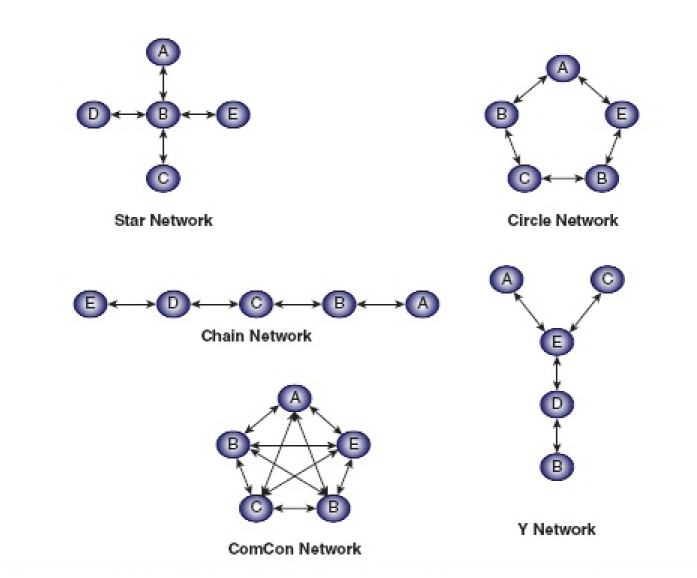 A
D B E
C
Star Network
A
B E
C B
Circle Network
E D C B A
Chain Network
A C
E
D
B
Y Network
A
B E
C B
ComCon Network